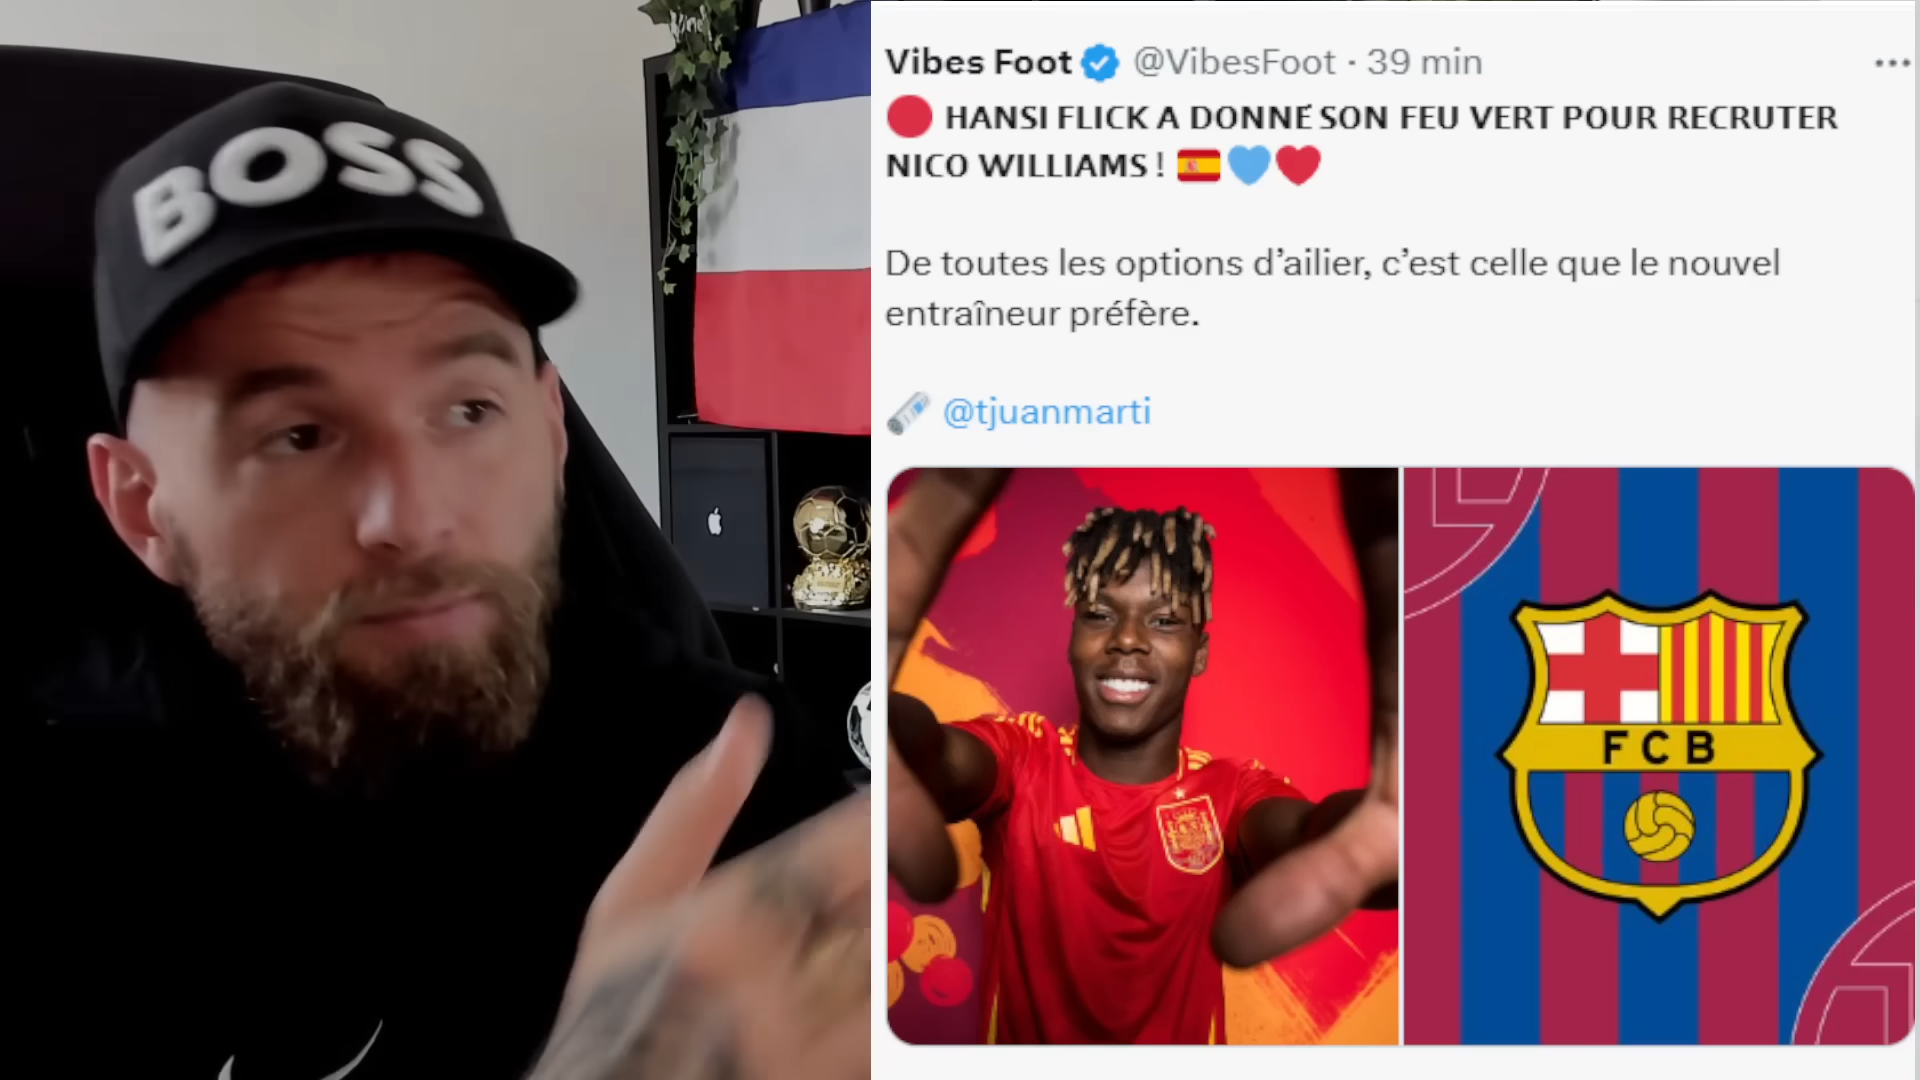 BOSS
Vibes Foot @VibesFoot · 39 min
HANSI FLICK A DONNÉ SON FEU VERT POUR RECRUTER
NICO WILLIAMS !
De toutes les options d’ailier, c’est celle que le nouvel
entraîneur préfère.
@tjuanmarti
FCB